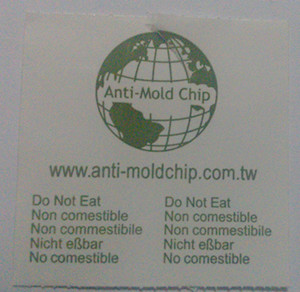 Anti-Mold Chip
www.anti-moldchip.com.tw
Do Not Eat
Non comestible
Non commestibile
Nicht eßbar
No comestible
Do Not Eat
Non comestible
Non commestibile
Nicht eßbar
No comestible